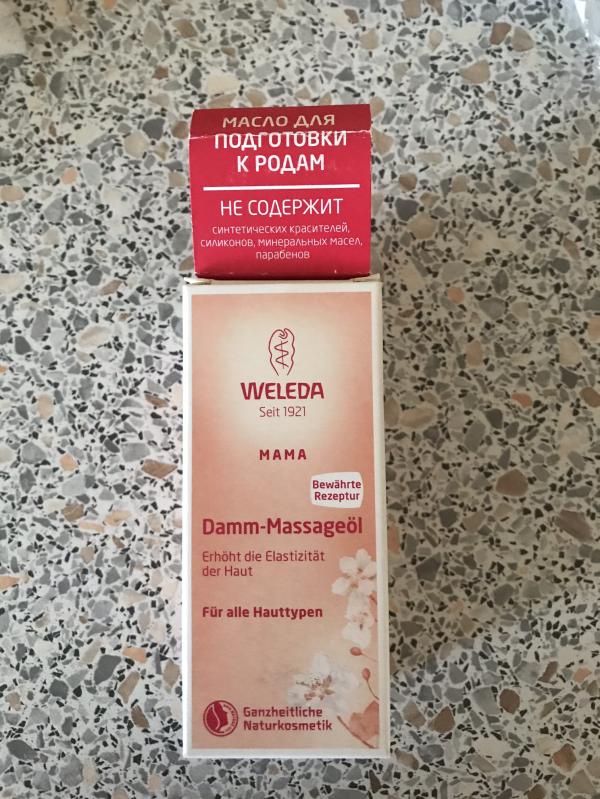 МАСЛО ДЛЯ
ПОДГОТОВКИ
К РОДАМ
НЕ СОДЕРЖИТ
синтетических красителей,
силиконов, минеральных масел,
парабенов
WELEDA
Seit 1921
MAMA
Bewährte
Rezeptur
Damm-Massageöl
Erhöht die Elastizität
der Haut
Für alle Hauttypen
Ganzheitliche
Naturkosmetik